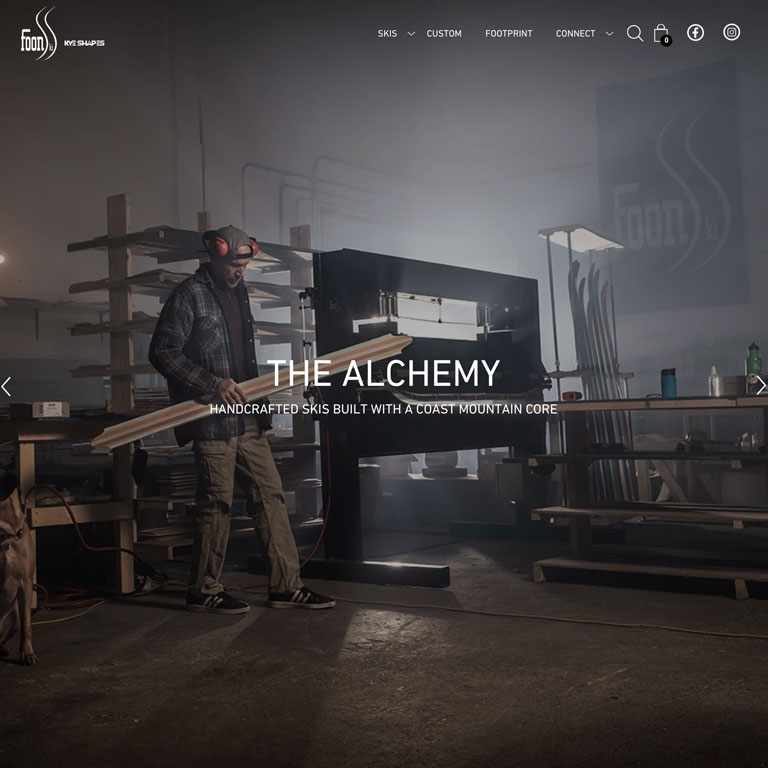 foon ski KYE SHAPES
SKIS CUSTOM FOOTPRINT CONNECT 0
foon ski
THE ALCHEMY
HANDCRAFTED SKIS BUILT WITH A COAST MOUNTAIN CORE